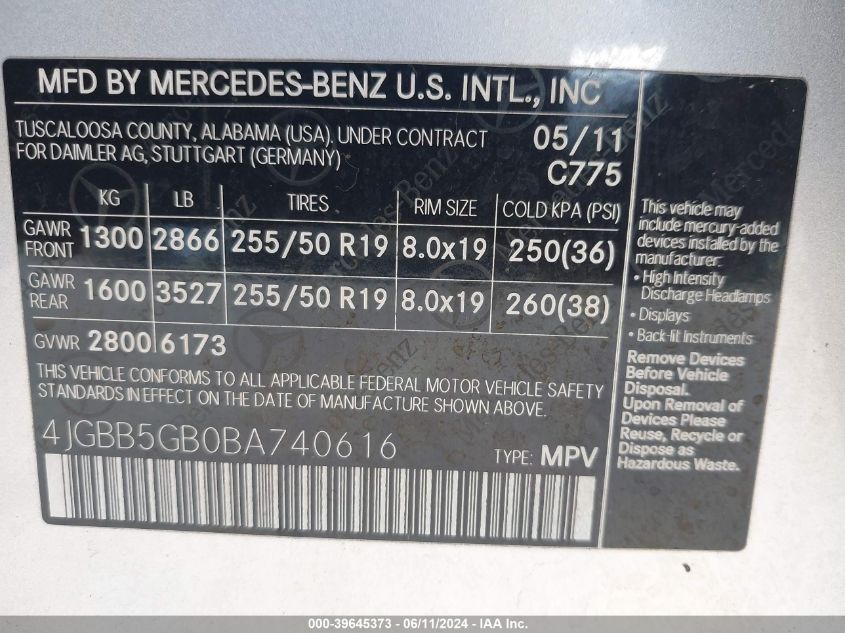 MFD BY MERCEDES-BENZ U.S. INTL., INC
TUSCALOOSA COUNTY, ALABAMA (USA). UNDER CONTRACT
FOR DAIMLER AG, STUTTGART (GERMANY)
05/11
C775
KG LB TIRES RIM SIZE COLD KPA (PSI)
GAWR FRONT 1300 2866 255/50 R19 8.0x19 250(36)
GAWR REAR 1600 3527 255/50 R19 8.0x19 260(38)
GVWR 2800 6173
THIS VEHICLE CONFORMS TO ALL APPLICABLE FEDERAL MOTOR VEHICLE SAFETY
STANDARDS IN EFFECT ON THE DATE OF MANUFACTURE SHOWN ABOVE
4JGBB5GB0BA740616
TYPE: MPV
This vehicle may
include mercury-added
devices installed by the
manufacturer:
• High Intensity
Discharge Headlamps
• Displays
• Back-lit Instruments
Remove Devices
Before Vehicle
Disposal.
Upon Removal of
Devices Please
Reuse, Recycle or
Dispose as
Hazardous Waste.
000-39645373 - 06/11/2024 - IAA Inc.